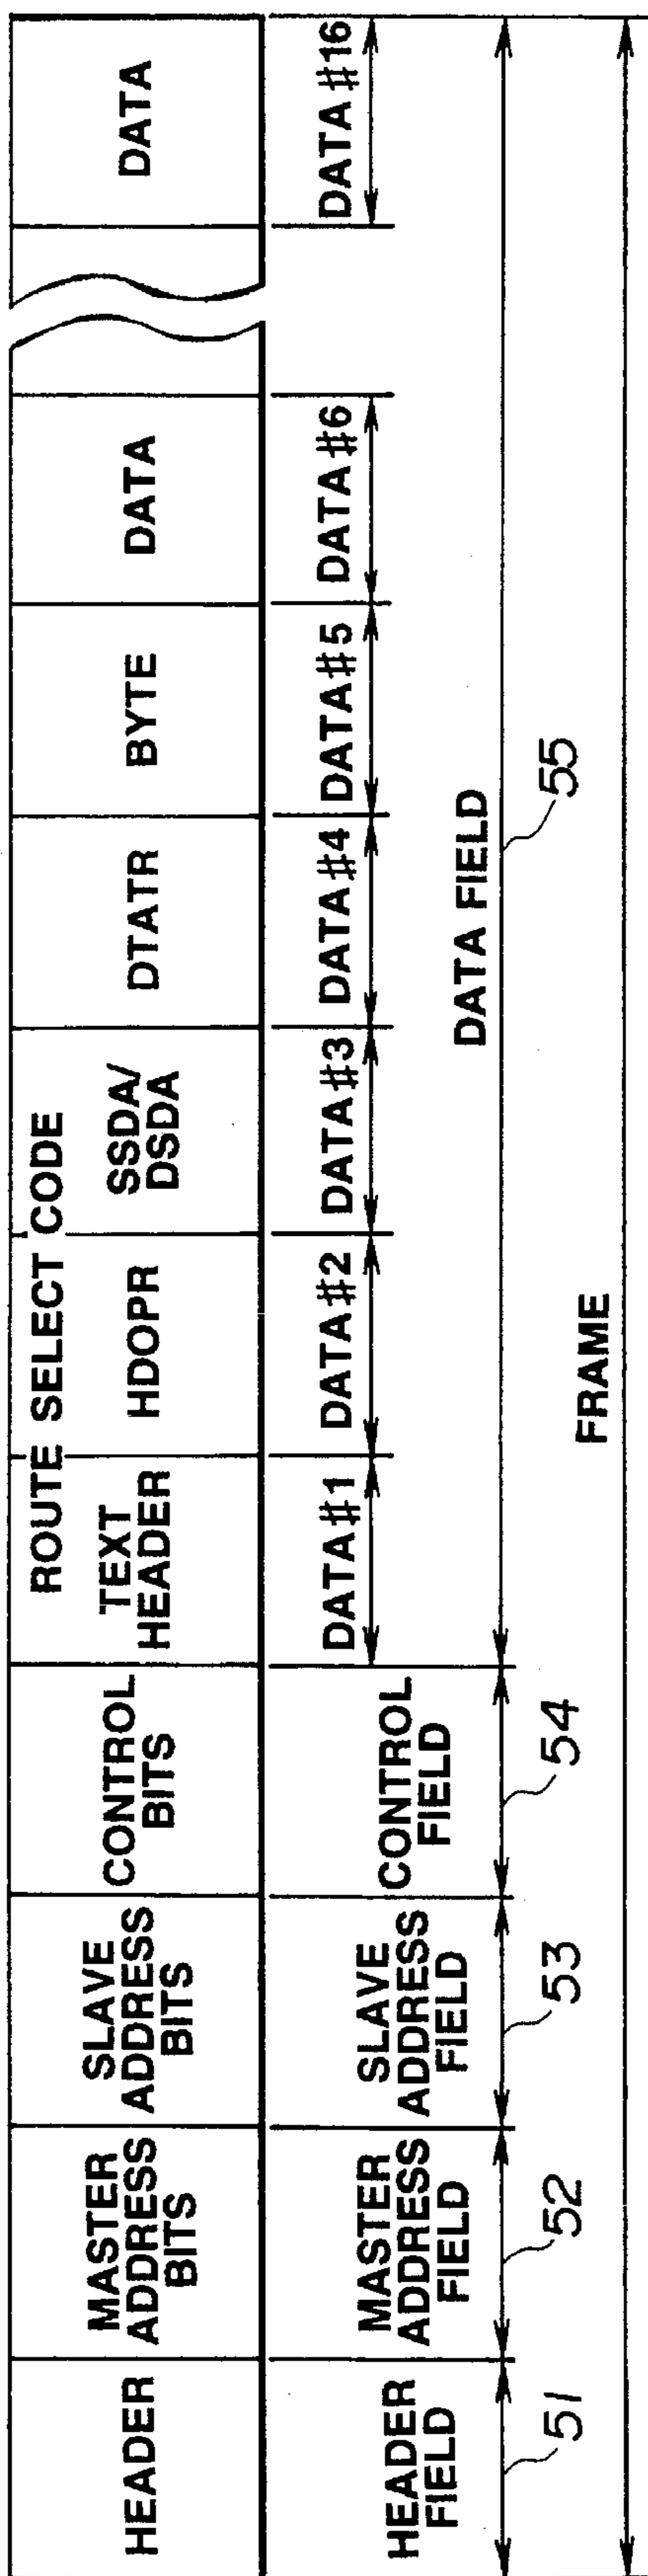 HEADER
MASTER
ADDRESS
BITS
SLAVE
ADDRESS
BITS
CONTROL
BITS
ROUTE SELECT CODE
TEXT
HEADER
HDOPR
SSDA/
DSDA
DTATR
BYTE
DATA
DATA
HEADER
FIELD
MASTER
ADDRESS
FIELD
SLAVE
ADDRESS
FIELD
CONTROL
FIELD
DATA#1
DATA#2
DATA#3
DATA#4
DATA#5
DATA#6
DATA#16
DATA FIELD
51
52
53
54
55
FRAME